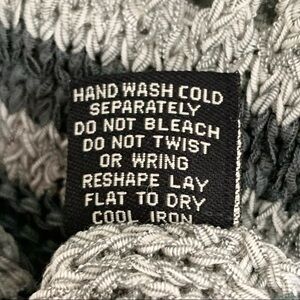 HAND WASH COLD
SEPARATELY
DO NOT BLEACH
DO NOT TWIST
OR WRING
RESHAPE LAY
FLAT TO DRY
COOL IRON